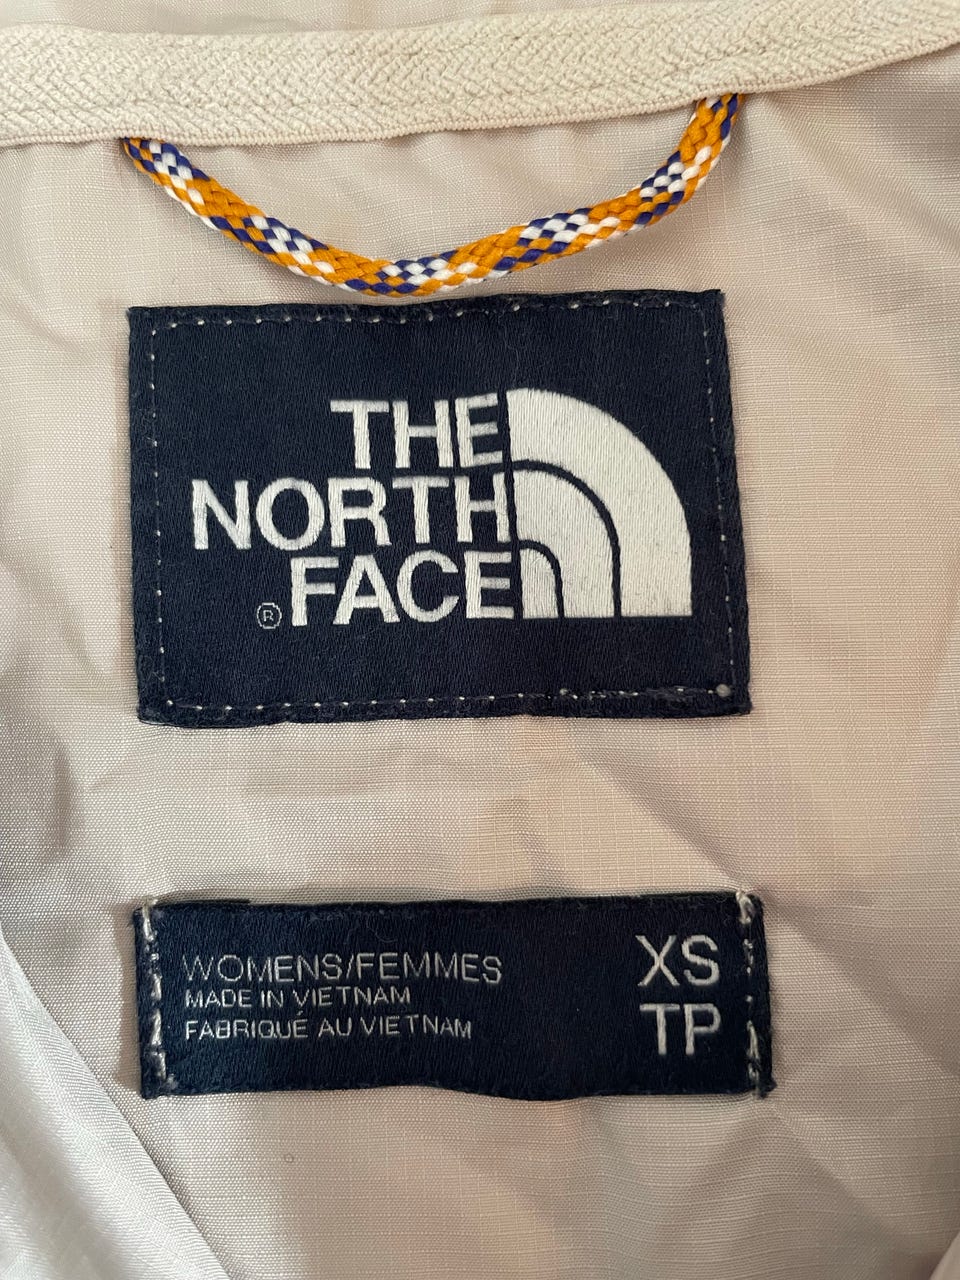 THE
NORTH
FACE
®
WOMENS/FEMMES
MADE IN VIETNAM
FABRIQUÉ AU VIETNAM
XS
TP